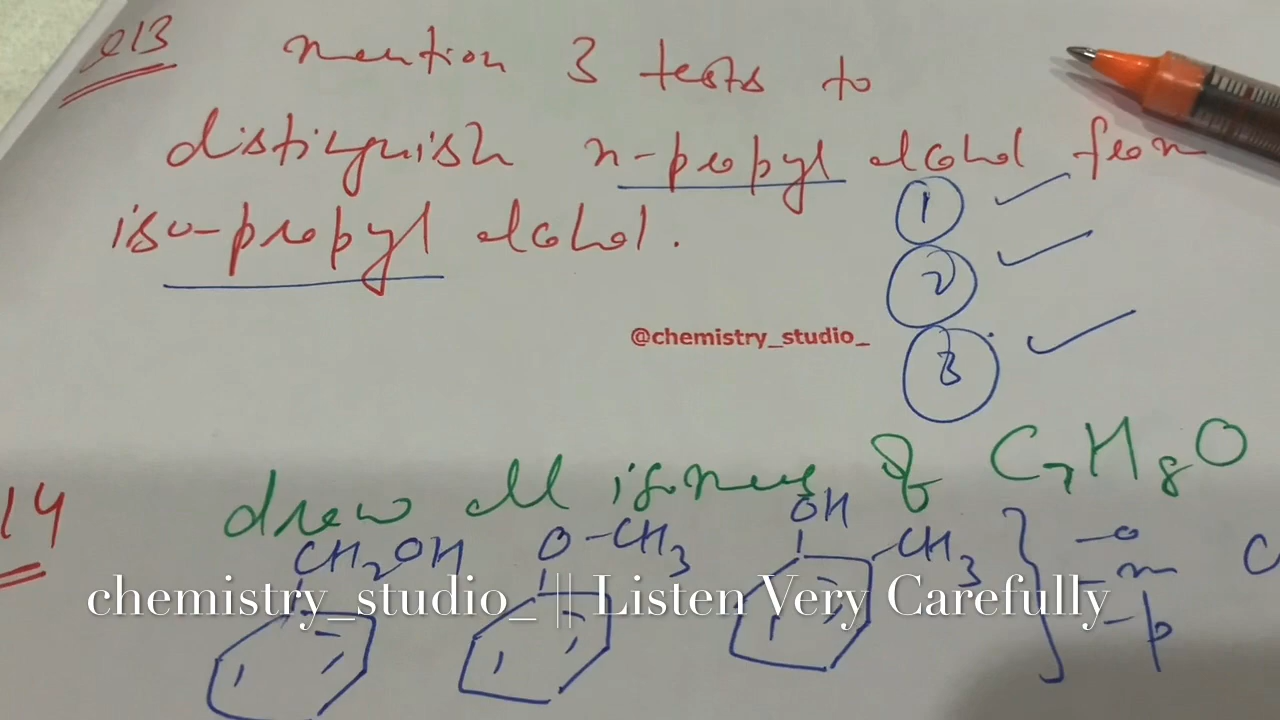 Q13 mention 3 tests to
distinguish n-propyl alcohol from
iso-propyl alcohol.
1
2
3
@chemistry_studio_
14 draw all isomers of C7H8O
CH2OH
O-CH3
OH
-CH3
-o
-m
-p
C
chemistry_studio_ || Listen Very Carefully